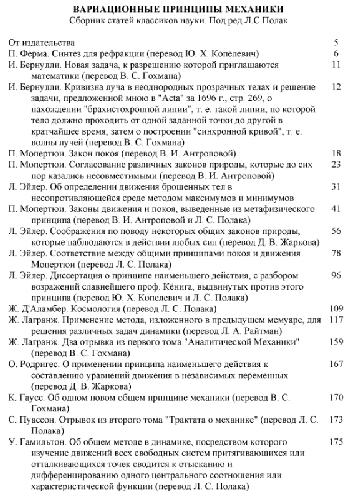 ВАРИАЦИОННЫЕ ПРИНЦИПЫ МЕХАНИКИ
Сборник статей классиков науки. Под ред Л.С Полак
От издательства 5
П. Ферма. Синтез для рефракции (перевод Ю. Х. Копелевич) 6
И. Бернулли. Новая задача, к разрешению которой приглашаются 11
математики (перевод В. С. Гохмана)
И. Бернулли. Кривизна луча в неоднородных прозрачных телах и решение 12
задачи, предложенной мною в "Acta" за 1696 г., стр. 269, о
нахождении "брахистохронной линии", т. е. такой линии, по которой
тело должно проходить от одной заданной точки до другой в
кратчайшее время, затем о построении "синхронной кривой", т. е.
волны лучей (перевод В. С. Гохмана)
П. Мопертюи. Закон покоя (перевод В. И. Антроповой) 18
П. Мопертюи. Согласование различных законов природы, которые до сих 23
пор казались несовместимыми (перевод В. И. Антроповой)
Л. Эйлер. Об определении движения брошенных тел в 31
несопротивляющейся среде методом максимумов и минимумов
П. Мопертюи. Законы движения и покоя, выведенные из метафизического 41
принципа (перевод В. И. Антроповой и Л. С. Полака)
Л. Эйлер. Соображения по поводу некоторых общих законов природы, 56
которые наблюдаются в действии любых сил (перевод Д. В. Жаркова)
Л. Эйлер. Соответствие между общими принципами покоя и движения 78
Мопертюи (перевод Л. С. Полака)
Л. Эйлер. Диссертация о принципе наименьшего действия, с разбором 96
возражений славнейшего проф. Кёнига, выдвинутых против этого
принципа (перевод Ю. Х. Копелевич и Л. С. Полака)
Ж. Д'Аламбер. Космология (перевод Л. С. Полака) 109
Ж. Лагранж. Применение метода, изложенного в предыдущем мемуаре, для 117
решения различных задач динамики (перевод Л. А. Райтман)
Ж. Лагранж. Два отрывка из первого тома "Аналитической Механики" 159
(перевод В. С. Гохмана)
О. Родригес. О применении принципа наименьшего действия к 167
составлению уравнений движения в независимых переменных
(перевод Д. В. Жаркова)
К. Гаусс. Об одном новом общем принципе механики (перевод В. С. 170
Гохмана)
С. Пуассон. Отрывок из второго тома "Трактата о механике" (перевод Л. С. 173
Полака)
У. Гамильтон. Об общем методе в динамике, посредством которого 175
изучение движений всех свободных систем притягивающихся или
отталкивающихся точек сводится к отысканию и
дифференцированию одного центрального соотношения или
характеристической функции (перевод Л. С. Полака)